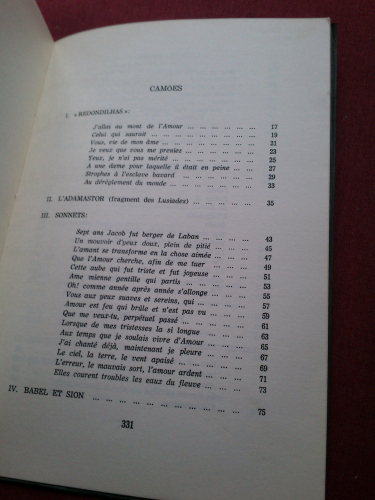 CAMOES
I. « REDONDILHAS »:
J'allai au mont de l'Amour ... ... ... ... ... ... 17
Celui qui saurait ... ... ... ... ... ... ... ... 19
Vous, vie de mon âme ... ... ... ... ... ... ... 21
Je veux que vous me preniez ... ... ... ... ... 23
Yeux, je n'ai pas mérité ... ... ... ... ... ... 25
A une dame pour laquelle il était en peine ... ... 27
Strophes à l'esclave bavard ... ... ... ... ... 29
Au dérèglement du monde ... ... ... ... ... ... 33
II. L'ADAMASTOR (fragment des Lusiades) ... ... ... ... 35
III. SONNETS:
Sept ans Jacob fut berger de Laban ... ... ... ... 43
Un mouvoir d'yeux doux, plein de pitié ... ... ... 45
L'amant se transforme en la chose aimée ... ... ... 47
Que l'Amour cherche, afin de me tuer ... ... ... 49
Cette aube qui fut triste et fut joyeuse ... ... ... 51
Ame mienne gentille qui partis ... ... ... ... ... 53
Oh! comme année après année s'allonge ... ... ... 55
Vous aux yeux suaves et sereins, qui ... ... ... ... 57
Amour est feu qui brûle et n'est pas vu ... ... ... 59
Que me veux-tu, perpétuel passé ... ... ... ... ... 61
Lorsque de mes tristesses la si longue ... ... ... 63
Aux temps que je soulais vivre d'Amour ... ... ... 65
J'ai chanté déjà, maintenant je pleure ... ... ... 67
Le ciel, la terre, le vent apaisé ... ... ... ... ... 69
L'erreur, le mauvais sort, l'amour ardent ... ... ... 71
Elles courent troubles les eaux du fleuve ... ... ... 73
IV. BABEL ET SION ... ... ... ... ... ... ... ... ... ... 75
331